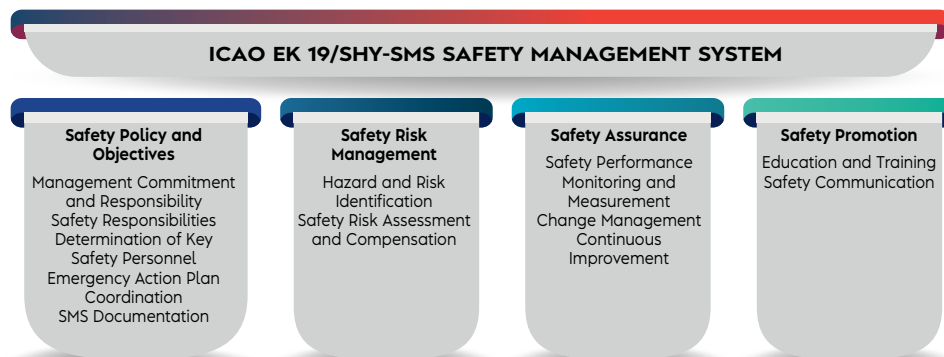 ICAO EK 19/SHY-SMS SAFETY MANAGEMENT SYSTEM
Safety Policy and
Objectives
Management Commitment
and Responsibility
Safety Responsibilities
Determination of Key
Safety Personnel
Emergency Action Plan
Coordination
SMS Documentation
Safety Risk
Management
Hazard and Risk
Identification
Safety Risk Assessment
and Compensation
Safety Assurance
Safety Performance
Monitoring and
Measurement
Change Management
Continuous
Improvement
Safety Promotion
Education and Training
Safety Communication